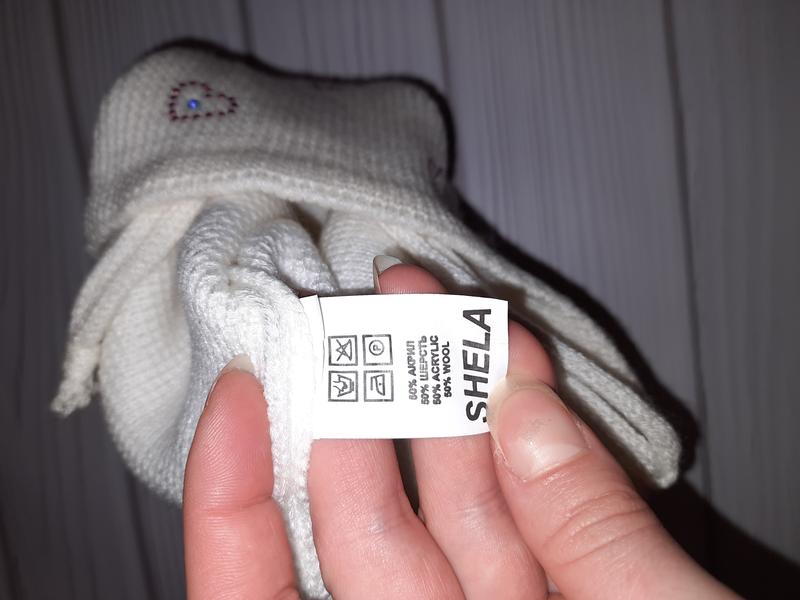 SHELA
50% АКРИЛ
50% ШЕРСТЬ
50% ACRYLIC
50% WOOL
P